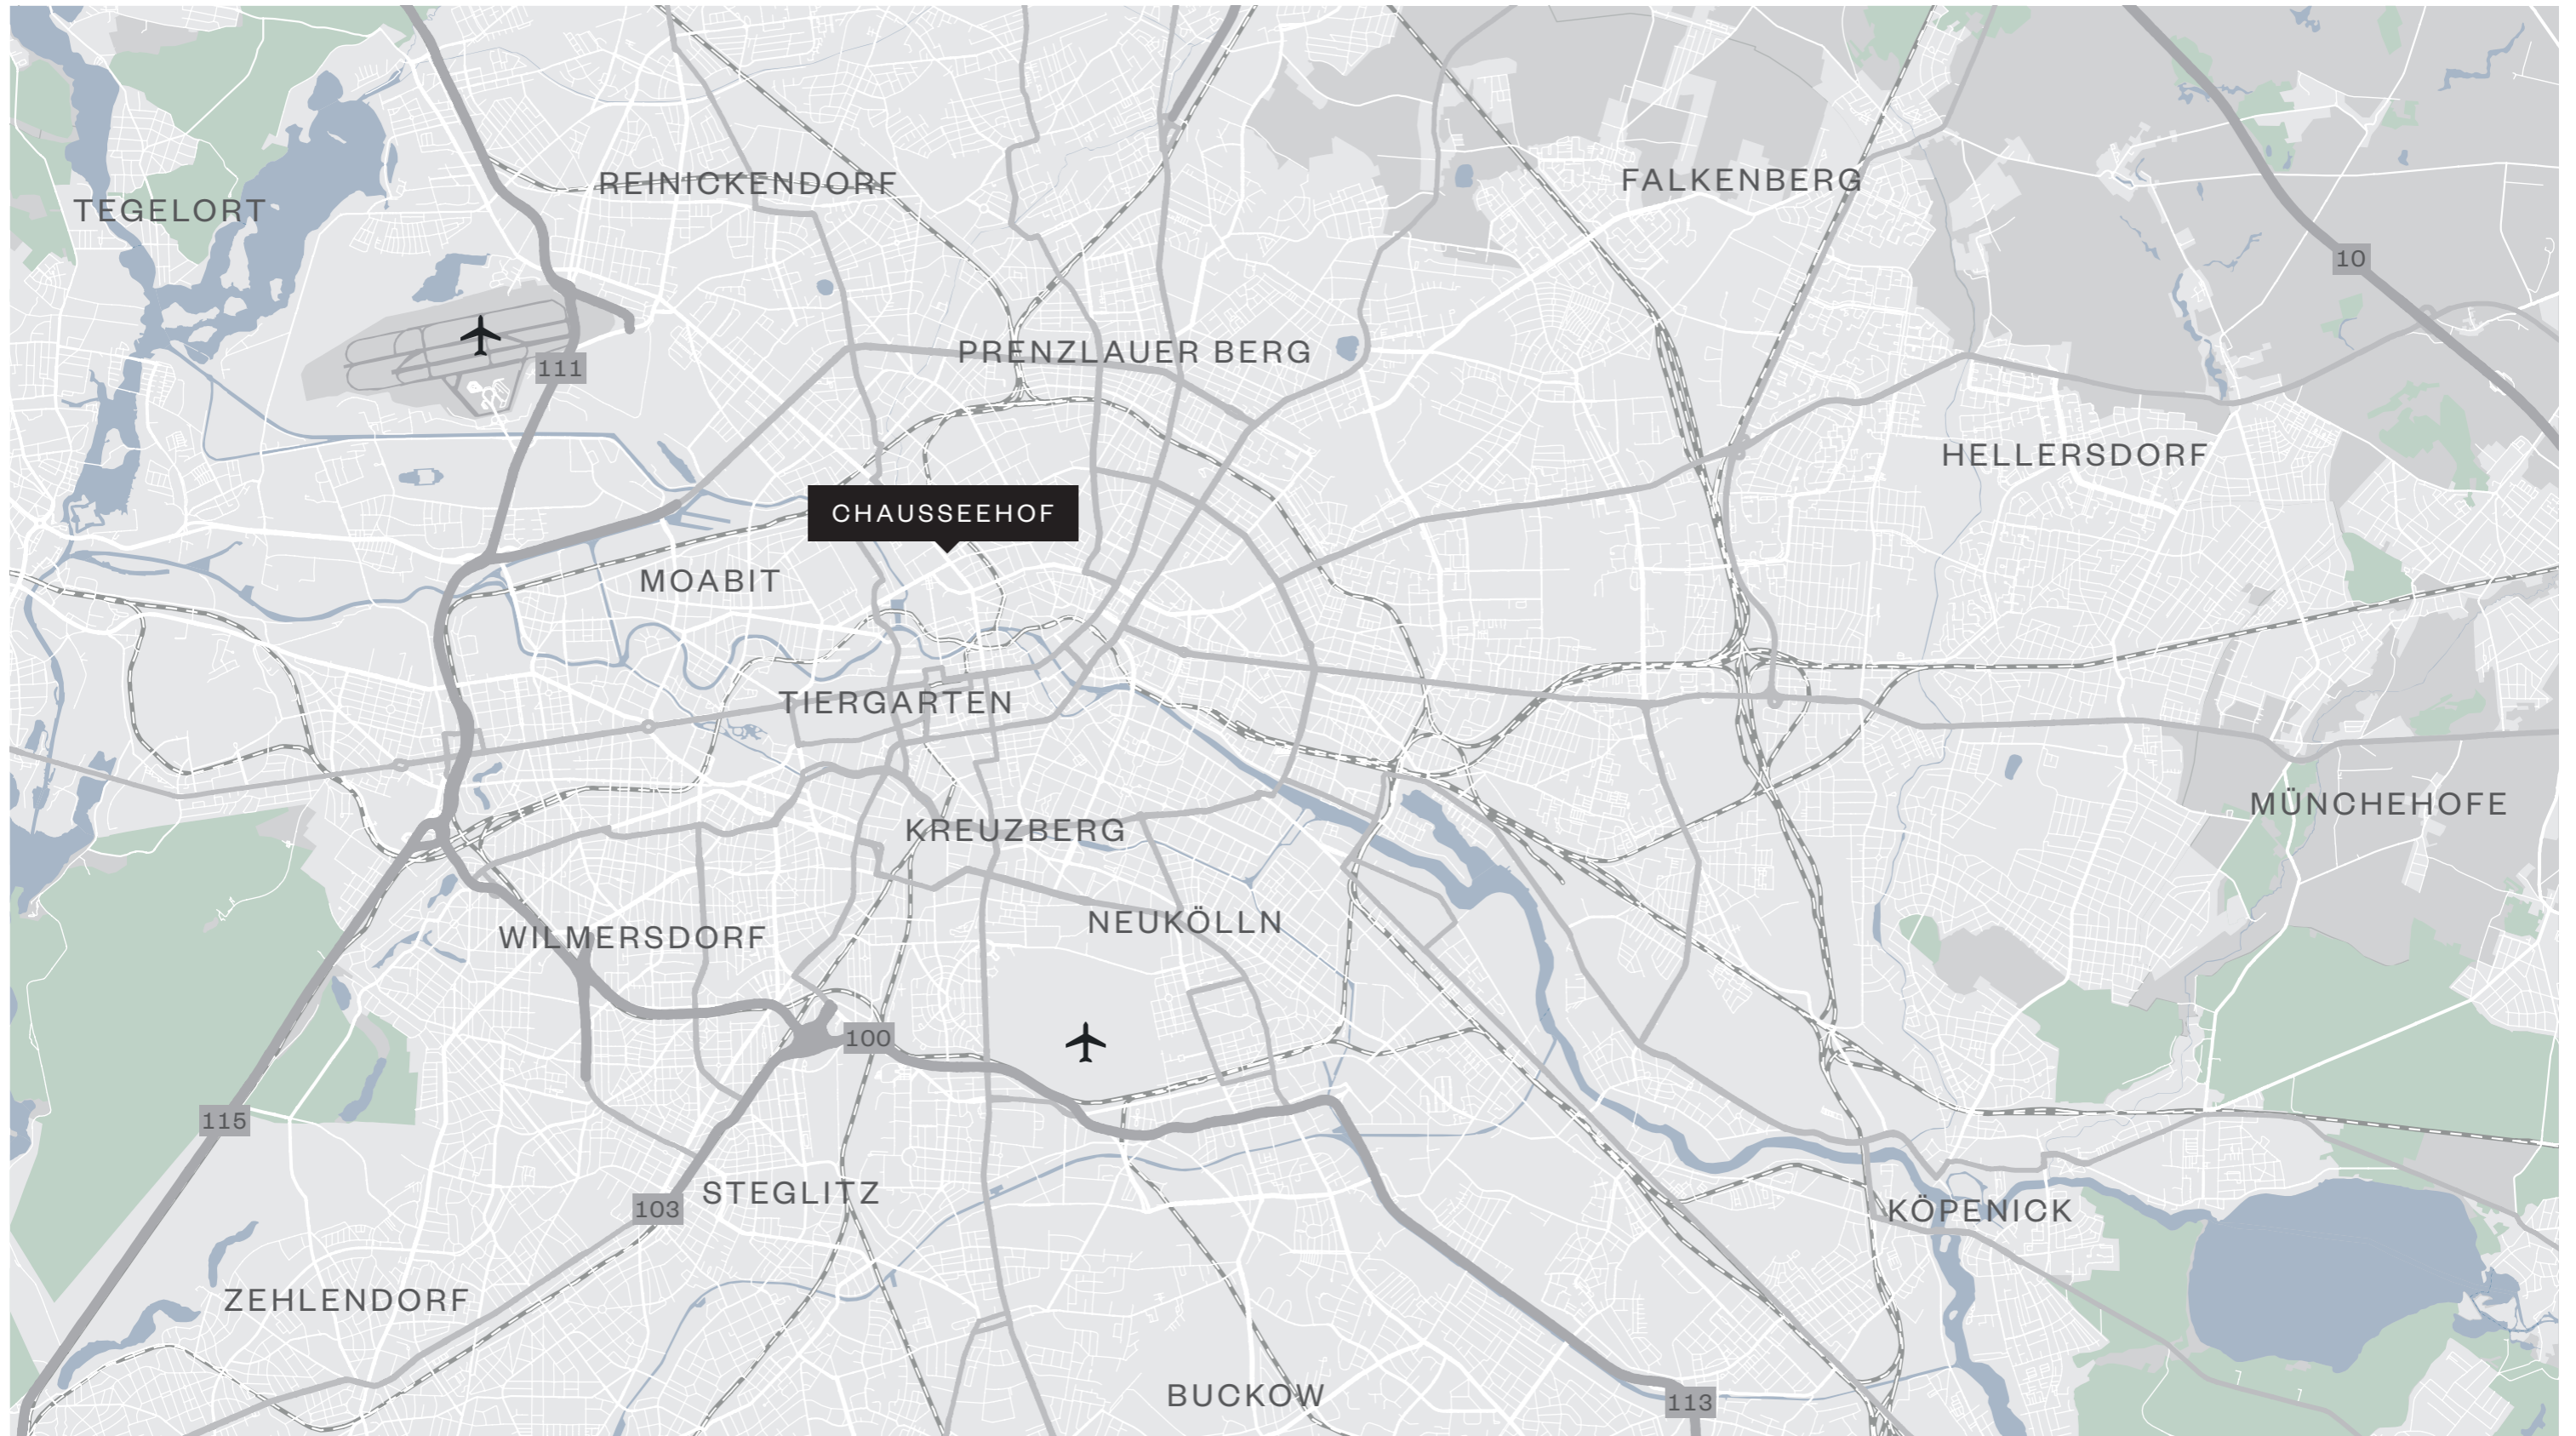 REINICKENDORF
FALKENBERG
TEGELORT
10
PRENZLAUER BERG
111
HELLERSDORF
CHAUSSEEHOF
MOABIT
TIERGARTEN
MÜNCHEHOFE
KREUZBERG
NEUKÖLLN
WILMERSDORF
100
115
STEGLITZ
103
KÖPENICK
ZEHLENDORF
BUCKOW
113